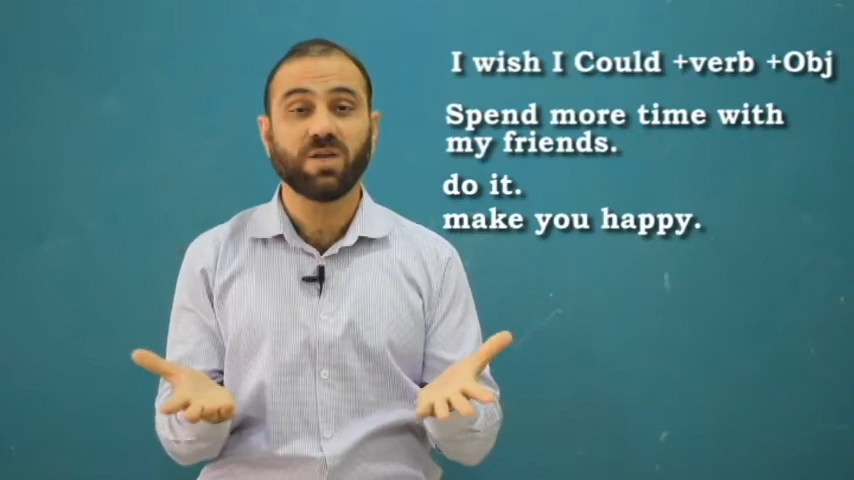 I wish I Could +verb +Obj
Spend more time with
my friends.
do it.
make you happy.